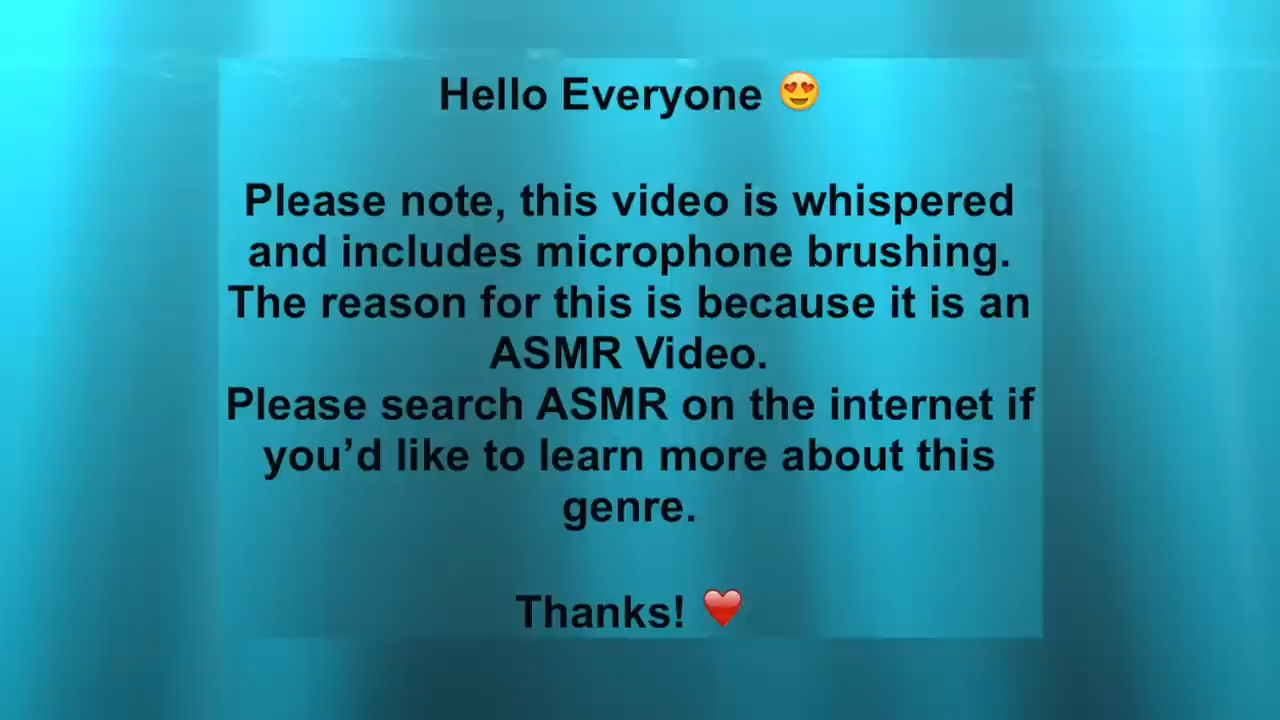 Hello Everyone 😍
Please note, this video is whispered
and includes microphone brushing.
The reason for this is because it is an
ASMR Video.
Please search ASMR on the internet if
you’d like to learn more about this
genre.
Thanks! ❤️